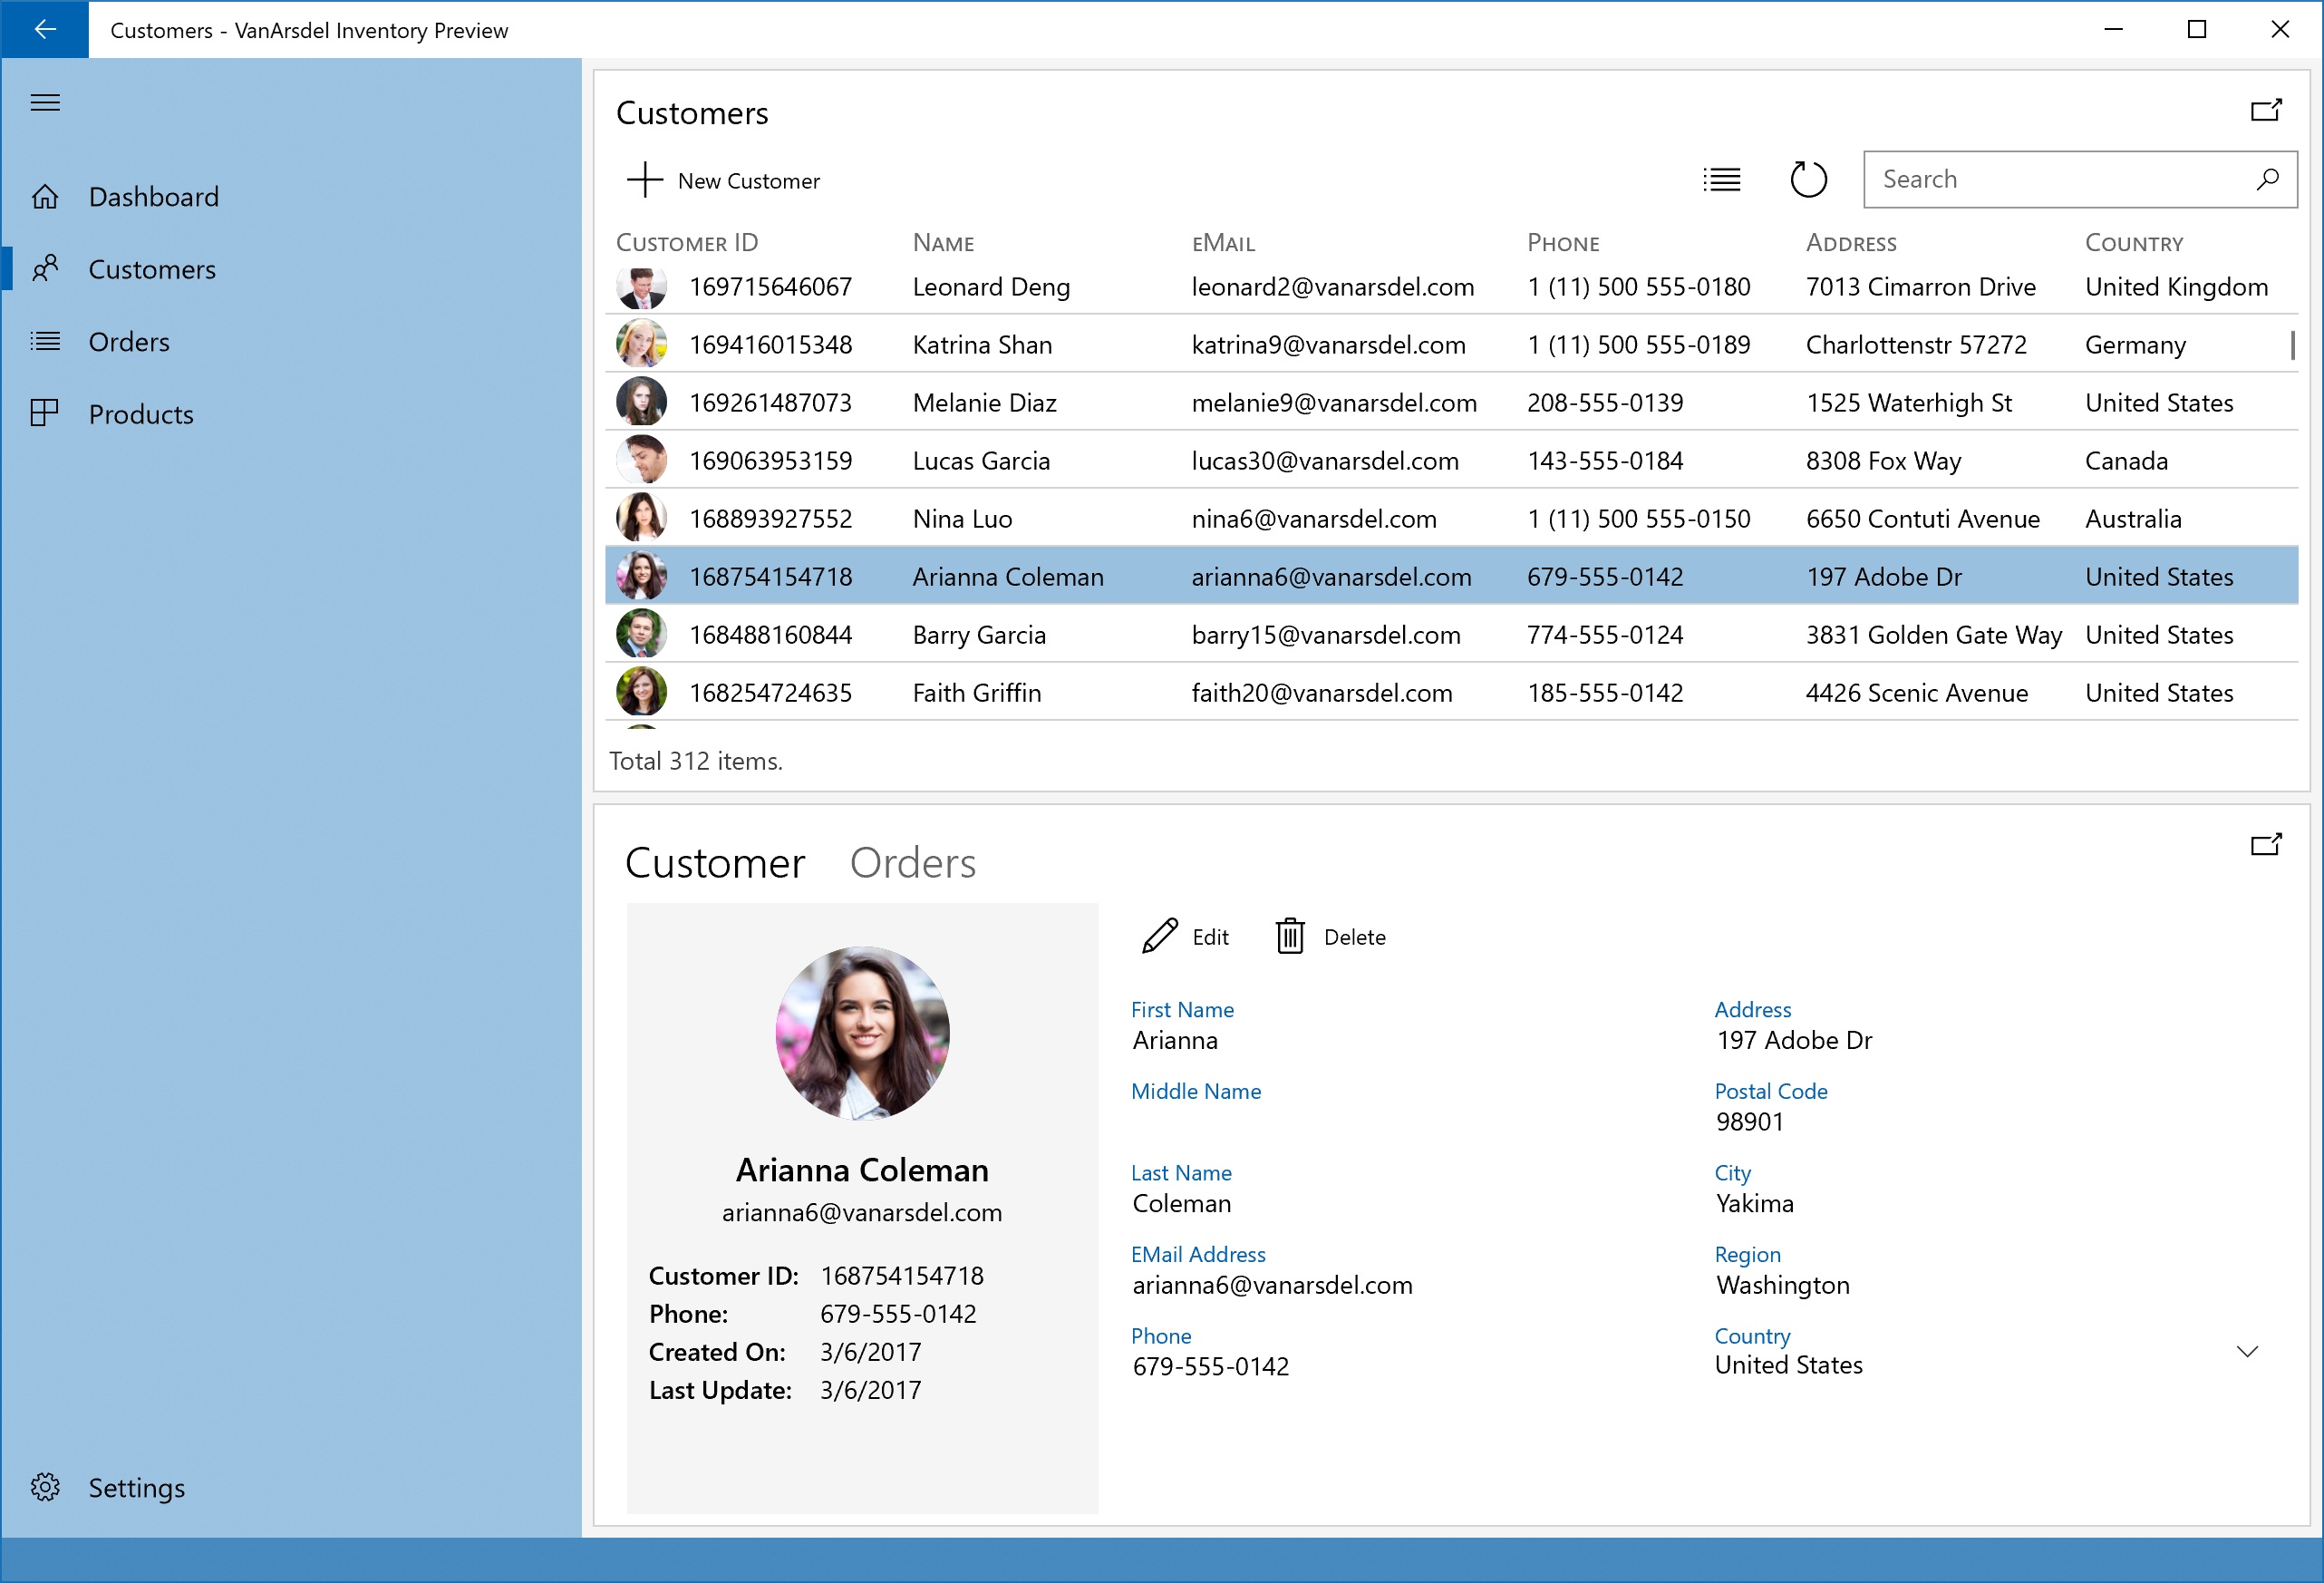 Customers - VanArsdel Inventory Preview
Dashboard
Customers
Orders
Products
Settings
Customers
New Customer
Search
Customer ID Name eMail Phone Address Country
169715646067 Leonard Deng leonard2@vanarsdel.com 1 (11) 500 555-0180 7013 Cimarron Drive United Kingdom
169416015348 Katrina Shan katrina9@vanarsdel.com 1 (11) 500 555-0189 Charlottenstr 57272 Germany
169261487073 Melanie Diaz melanie9@vanarsdel.com 208-555-0139 1525 Waterhigh St United States
169063953159 Lucas Garcia lucas30@vanarsdel.com 143-555-0184 8308 Fox Way Canada
168893927552 Nina Luo nina6@vanarsdel.com 1 (11) 500 555-0150 6650 Contuti Avenue Australia
168754154718 Arianna Coleman arianna6@vanarsdel.com 679-555-0142 197 Adobe Dr United States
168488160844 Barry Garcia barry15@vanarsdel.com 774-555-0124 3831 Golden Gate Way United States
168254724635 Faith Griffin faith20@vanarsdel.com 185-555-0142 4426 Scenic Avenue United States
Total 312 items.
Customer Orders
Arianna Coleman
arianna6@vanarsdel.com
Customer ID: 168754154718
Phone: 679-555-0142
Created On: 3/6/2017
Last Update: 3/6/2017
Edit Delete
First Name
Arianna
Middle Name
Last Name
Coleman
EMail Address
arianna6@vanarsdel.com
Phone
679-555-0142
Address
197 Adobe Dr
Postal Code
98901
City
Yakima
Region
Washington
Country
United States